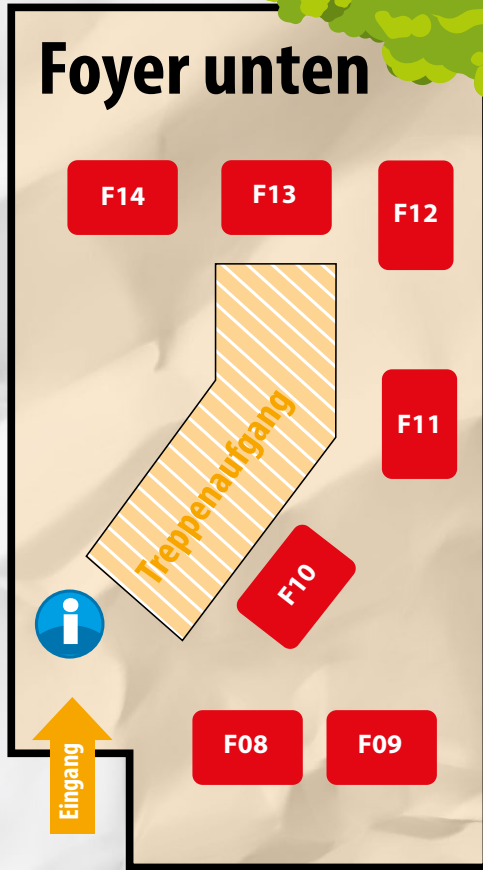 Foyer unten
F14
F13
F12
F11
Treppenaufgang
F10
i
F08
F09
Eingang